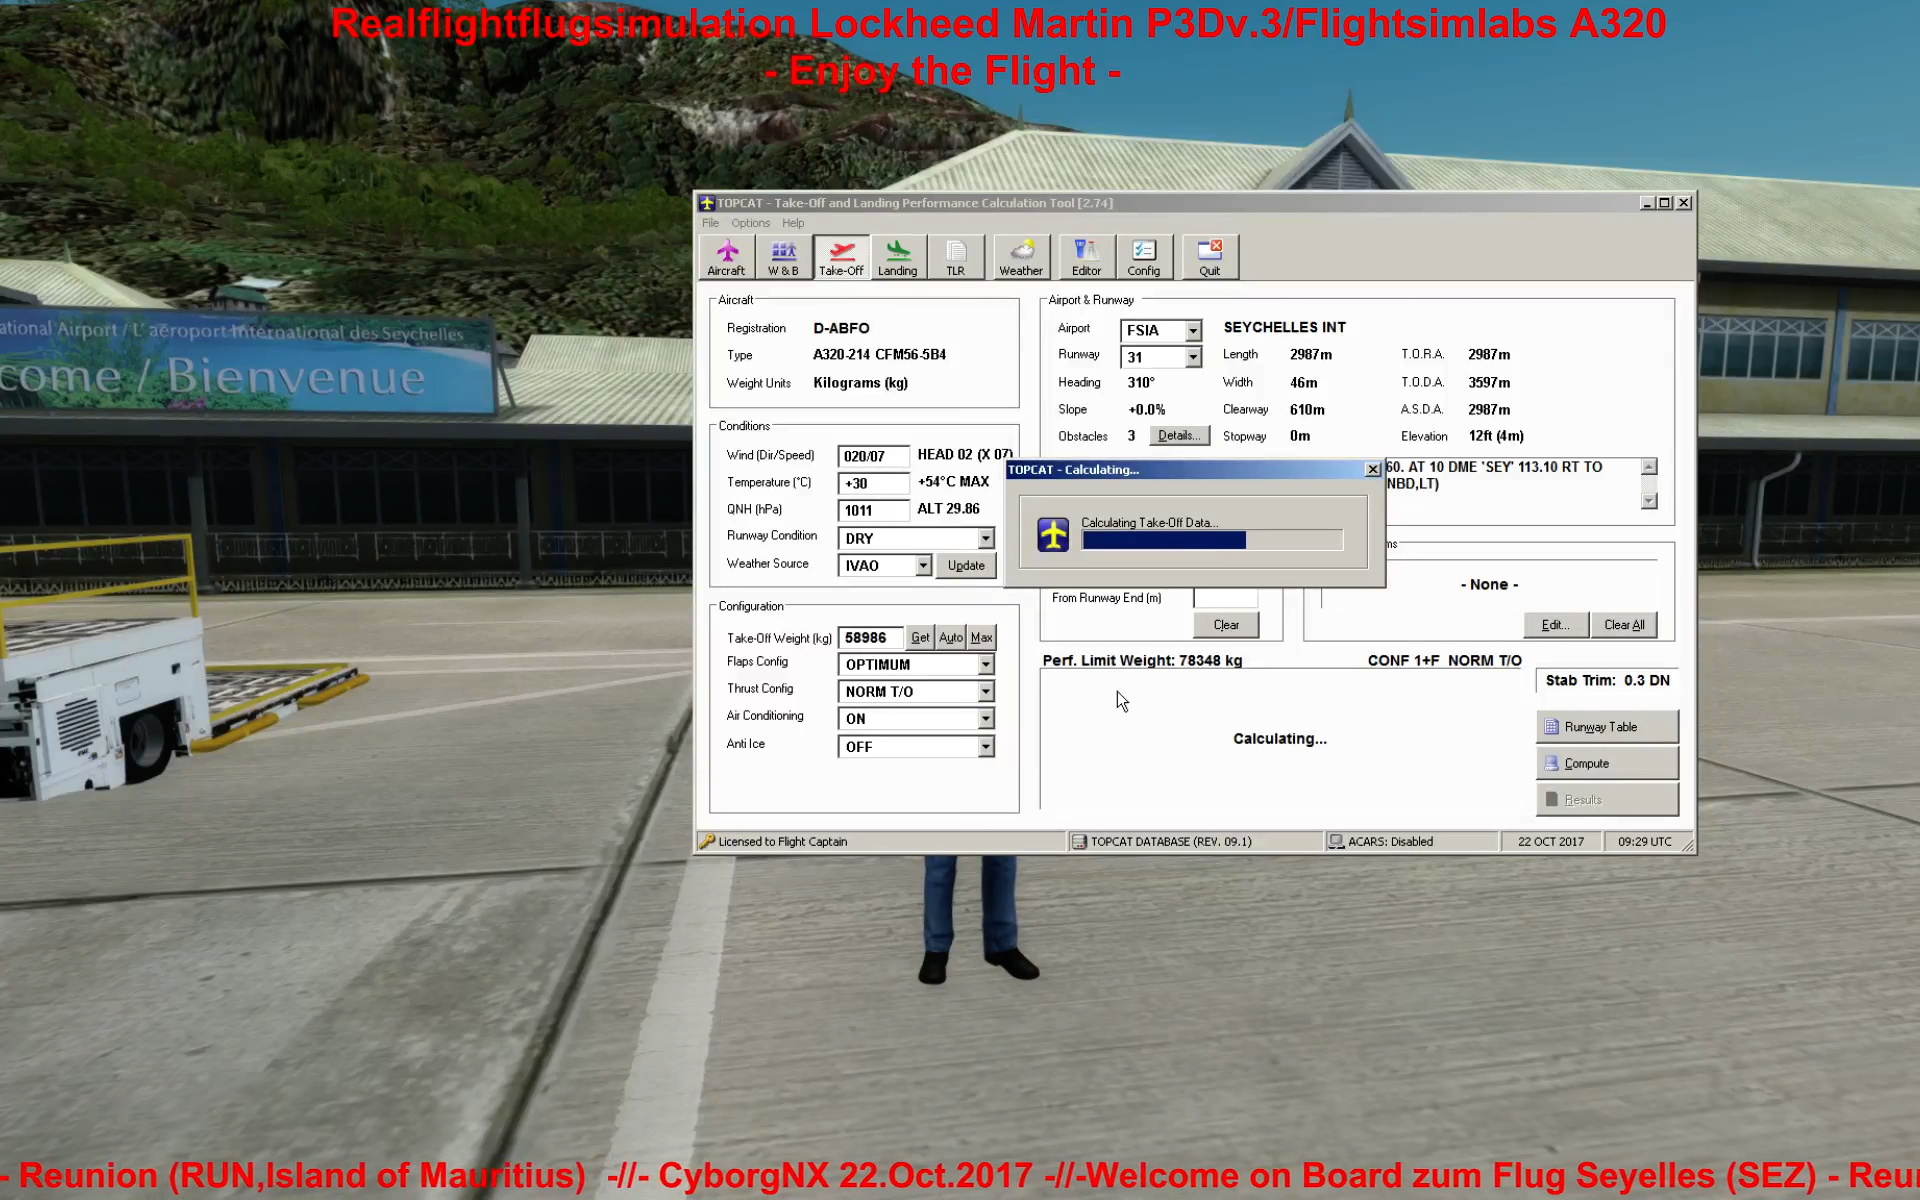 Realflightflugsimulation Lockheed Martin P3Dv.3/Flightsimlabs A320
- Enjoy the Flight -
ational Airport / L' aéroport International des Seychelles
come / Bienvenue
TOPCAT - Take-Off and Landing Performance Calculation Tool [2.74]
File Options Help
Aircraft W & B Take-Off Landing TLR Weather Editor Config Quit
Aircraft
Registration D-ABFO
Type A320-214 CFM56-5B4
Weight Units Kilograms (kg)
Airport & Runway
Airport FSIA SEYCHELLES INT
Runway 31 Length 2987m T.O.R.A. 2987m
Heading 310° Width 46m T.O.D.A. 3597m
Slope +0.0% Clearway 610m A.S.D.A. 2987m
Obstacles 3 Details... Stopway 0m Elevation 12ft (4m)
60. AT 10 DME 'SEY' 113.10 RT TO
NBD,LT)
Conditions
Wind (Dir/Speed) 020/07 HEAD 02 (X 07)
Temperature (°C) +30 +54°C MAX
QNH (hPa) 1011 ALT 29.86
Runway Condition DRY
Weather Source IVAO Update
TOPCAT - Calculating...
Calculating Take-Off Data...
ms
- None -
From Runway End (m)
Clear Edit... Clear All
Configuration
Take-Off Weight (kg) 58986 Get Auto Max
Flaps Config OPTIMUM
Thrust Config NORM T/O
Air Conditioning ON
Anti Ice OFF
Perf. Limit Weight: 78348 kg CONF 1+F NORM T/O
Calculating...
Stab Trim: 0.3 DN
Runway Table
Compute
Results
Licensed to Flight Captain TOPCAT DATABASE (REV. 09.1) ACARS: Disabled 22 OCT 2017 09:29 UTC
- Reunion (RUN,Island of Mauritius) -//- CyborgNX 22.Oct.2017 -//-Welcome on Board zum Flug Seyelles (SEZ) - Reu